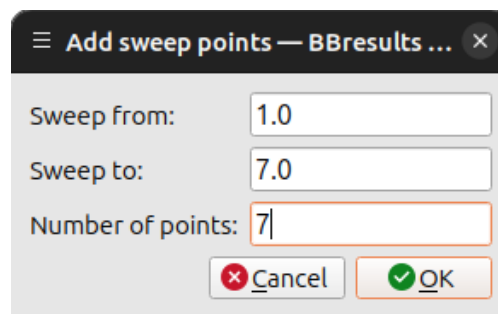 Add sweep points — BBresults ...
Sweep from: 1.0
Sweep to: 7.0
Number of points: 7
Cancel OK